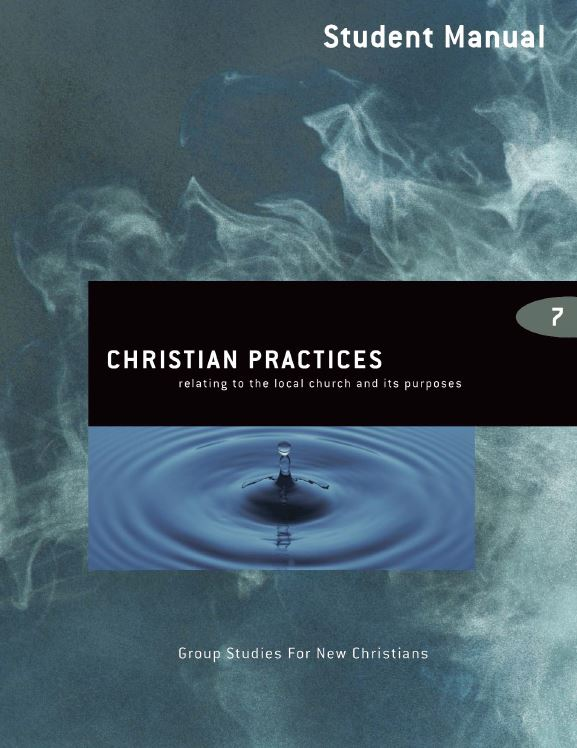 Student Manual
7
CHRISTIAN PRACTICES
relating to the local church and its purposes
Group Studies For New Christians